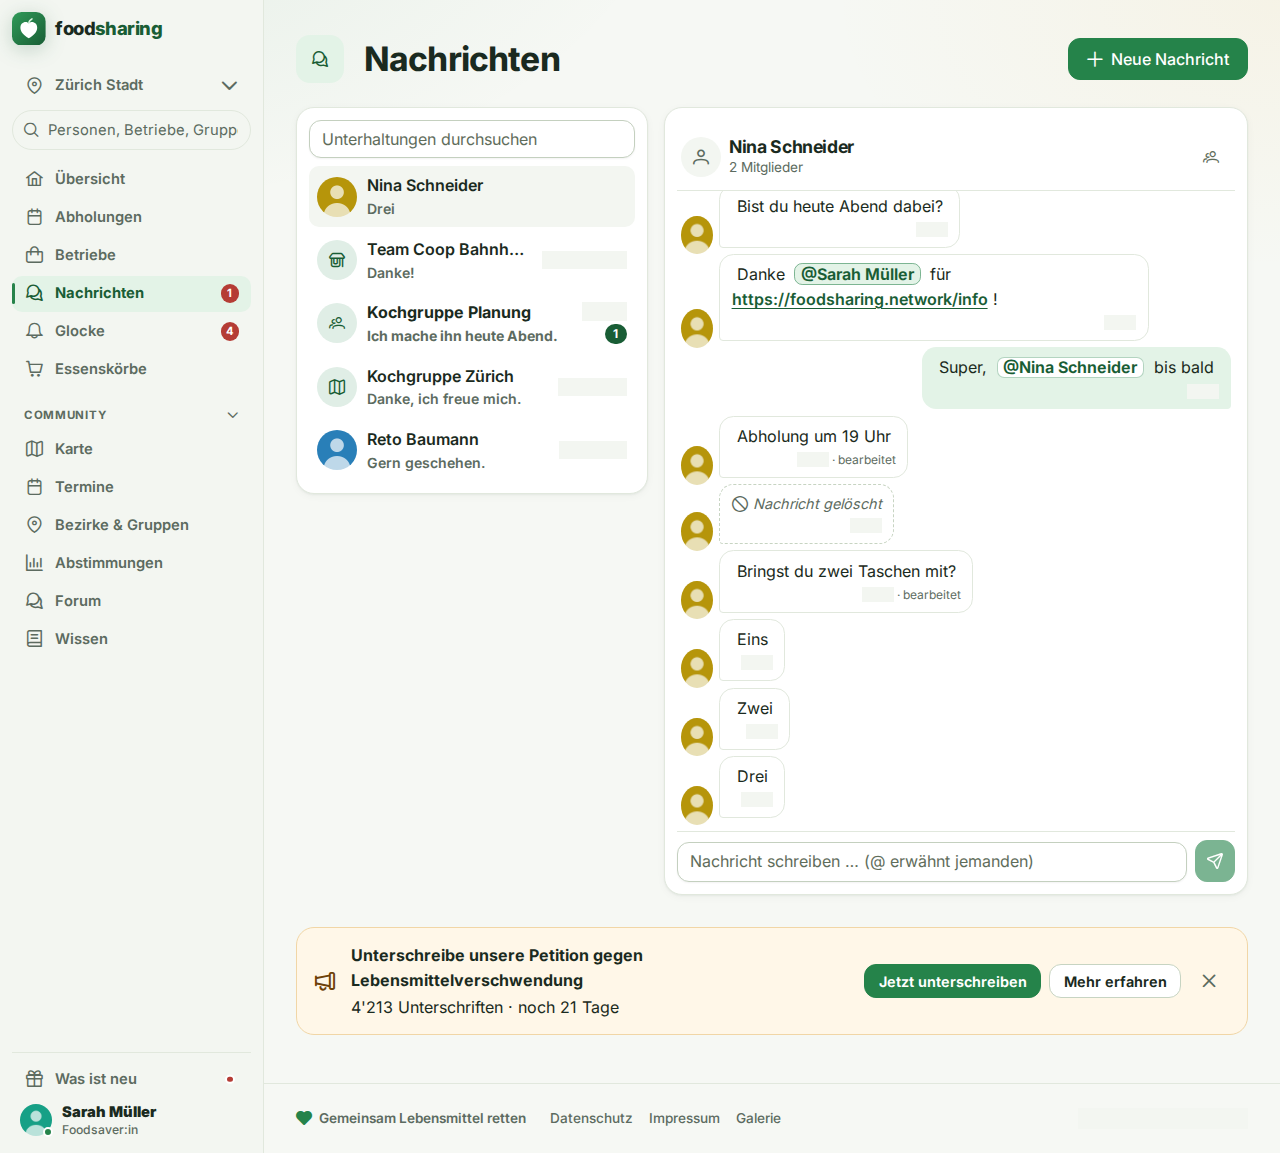 foodsharing
Zürich Stadt
Personen, Betriebe, Grupp
Übersicht
Abholungen
Betriebe
Nachrichten 1
Glocke 4
Essenskörbe
COMMUNITY
Karte
Termine
Bezirke & Gruppen
Abstimmungen
Forum
Wissen
Was ist neu
Sarah Müller
Foodsaver:in
Nachrichten
Neue Nachricht
Unterhaltungen durchsuchen
Nina Schneider
Drei
Team Coop Bahnh...
Danke!
Kochgruppe Planung
Ich mache ihn heute Abend. 1
Kochgruppe Zürich
Danke, ich freue mich.
Reto Baumann
Gern geschehen.
Nina Schneider
2 Mitglieder
Bist du heute Abend dabei?
Danke @Sarah Müller für
https://foodsharing.network/info !
Super, @Nina Schneider bis bald
Abholung um 19 Uhr
· bearbeitet
Nachricht gelöscht
Bringst du zwei Taschen mit?
· bearbeitet
Eins
Zwei
Drei
Nachricht schreiben ... (@ erwähnt jemanden)
Unterschreibe unsere Petition gegen
Lebensmittelverschwendung
4'213 Unterschriften · noch 21 Tage
Jetzt unterschreiben
Mehr erfahren
Gemeinsam Lebensmittel retten Datenschutz Impressum Galerie